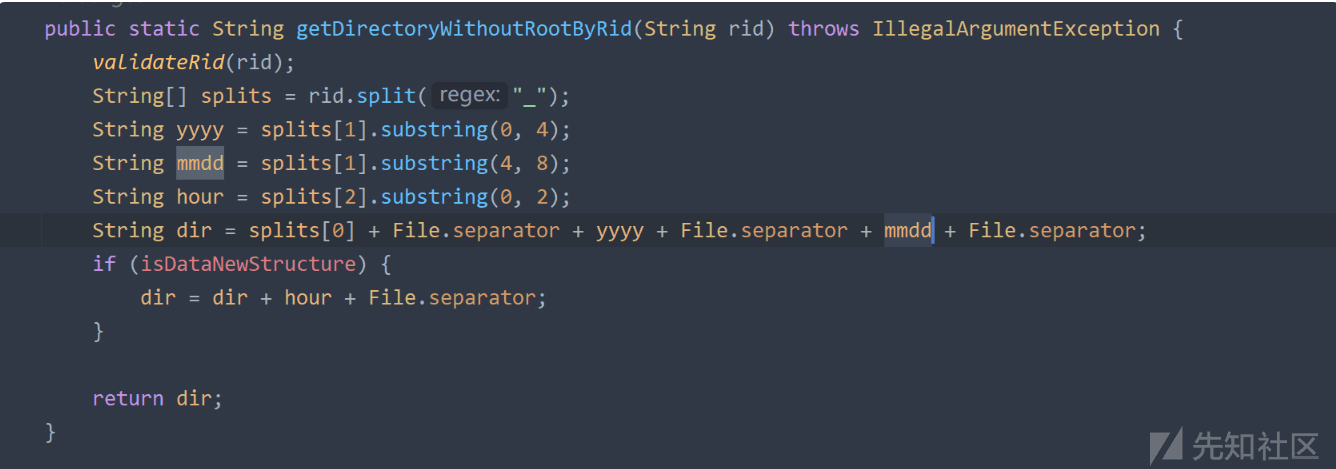 public static String getDirectoryWithoutRootByRid(String rid) throws IllegalArgumentException {
validateRid(rid);
String[] splits = rid.split( regex: "_");
String yyyy = splits[1].substring(0, 4);
String mmdd = splits[1].substring(4, 8);
String hour = splits[2].substring(0, 2);
String dir = splits[0] + File.separator + yyyy + File.separator + mmdd + File.separator;
if (isDataNewStructure) {
dir = dir + hour + File.separator;
}
return dir;
}
先知社区